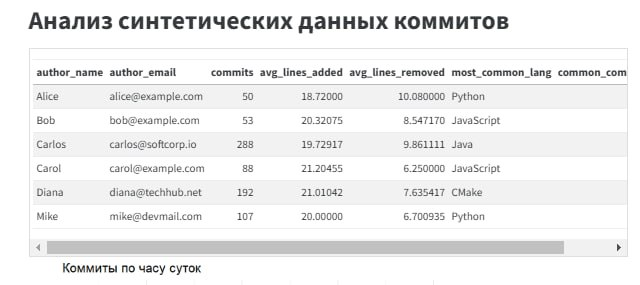 Анализ синтетических данных коммитов
author_name author_email commits avg_lines_added avg_lines_removed most_common_lang common_com
Alice alice@example.com 50 18.72000 10.080000 Python
Bob bob@example.com 53 20.32075 8.547170 JavaScript
Carlos carlos@softcorp.io 288 19.72917 9.861111 Java
Carol carol@example.com 88 21.20455 6.250000 JavaScript
Diana diana@techhub.net 192 21.01042 7.635417 CMake
Mike mike@devmail.com 107 20.00000 6.700935 Python
Коммиты по часу суток